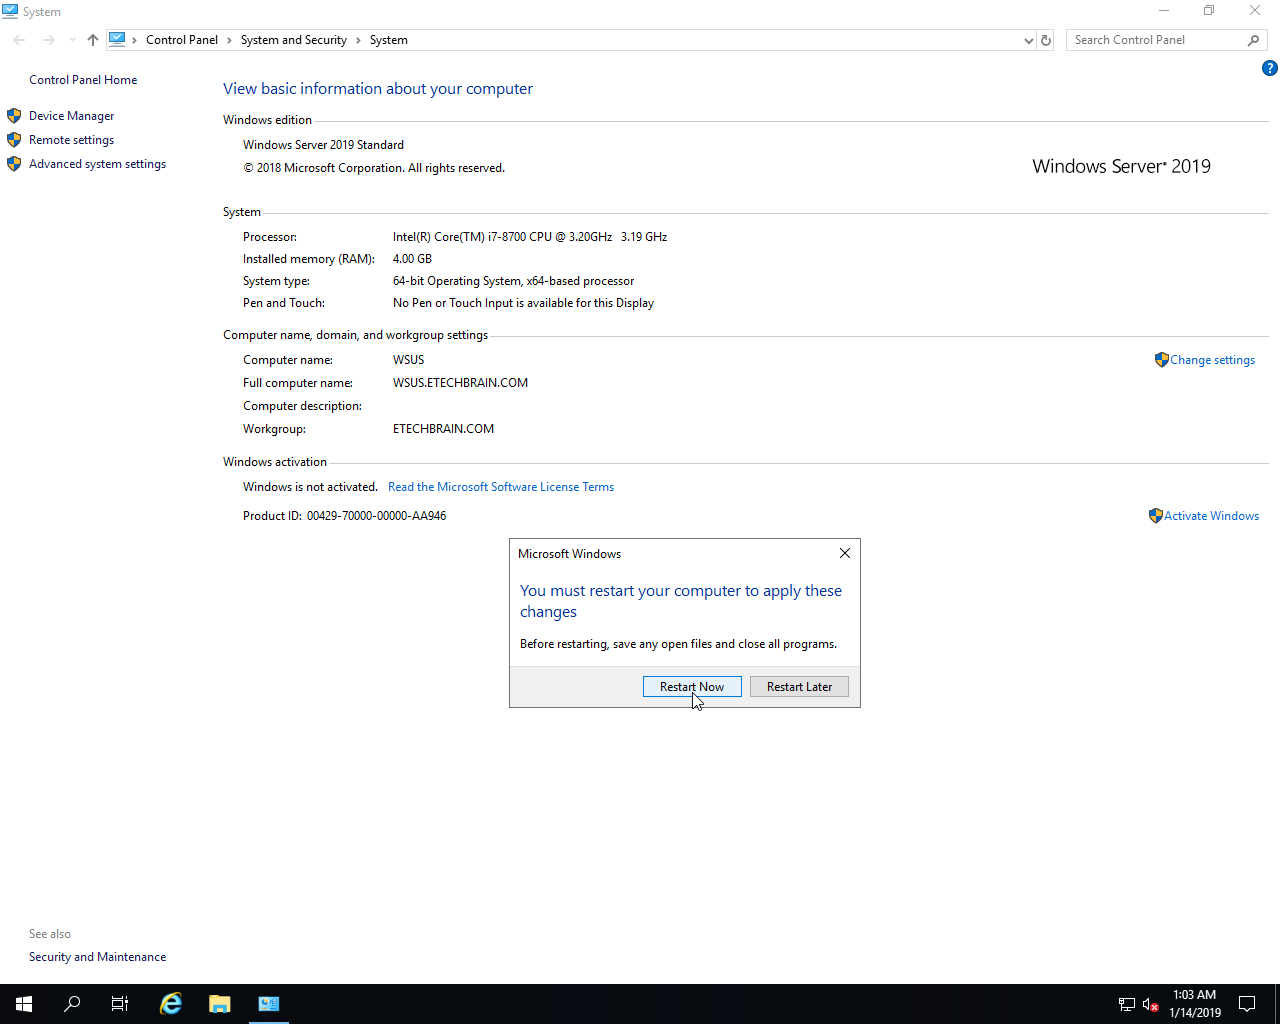 System
Control Panel
System and Security
System
Search Control Panel
Control Panel Home
Device Manager
Remote settings
Advanced system settings
View basic information about your computer
Windows edition
Windows Server 2019 Standard
© 2018 Microsoft Corporation. All rights reserved.
Windows Server® 2019
System
Processor: Intel(R) Core(TM) i7-8700 CPU @ 3.20GHz 3.19 GHz
Installed memory (RAM): 4.00 GB
System type: 64-bit Operating System, x64-based processor
Pen and Touch: No Pen or Touch Input is available for this Display
Computer name, domain, and workgroup settings
Computer name: WSUS
Change settings
Full computer name: WSUS.ETECHBRAIN.COM
Computer description:
Workgroup: ETECHBRAIN.COM
Windows activation
Windows is not activated. Read the Microsoft Software License Terms
Product ID: 00429-70000-00000-AA946
Activate Windows
Microsoft Windows
You must restart your computer to apply these
changes
Before restarting, save any open files and close all programs.
Restart Now
Restart Later
See also
Security and Maintenance
1:03 AM
1/14/2019